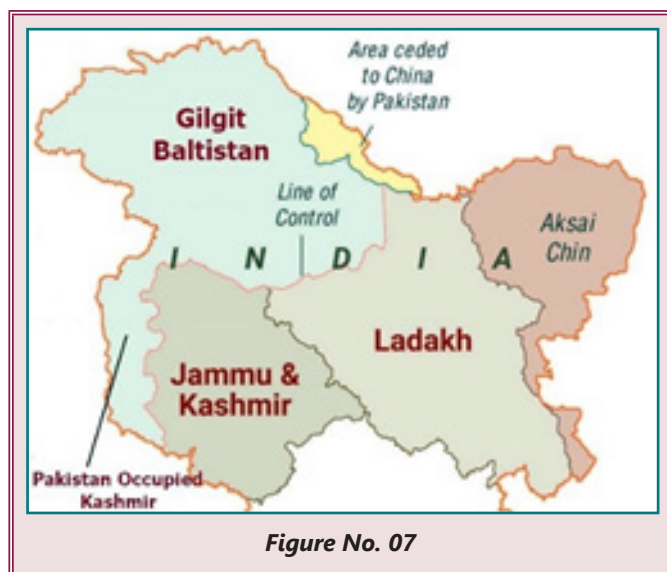 Area ceded
to China
by Pakistan
Gilgit
Baltistan
Line of
Control
Aksai
Chin
I N D I A
Ladakh
Jammu &
Kashmir
Pakistan Occupied
Kashmir
Figure No. 07